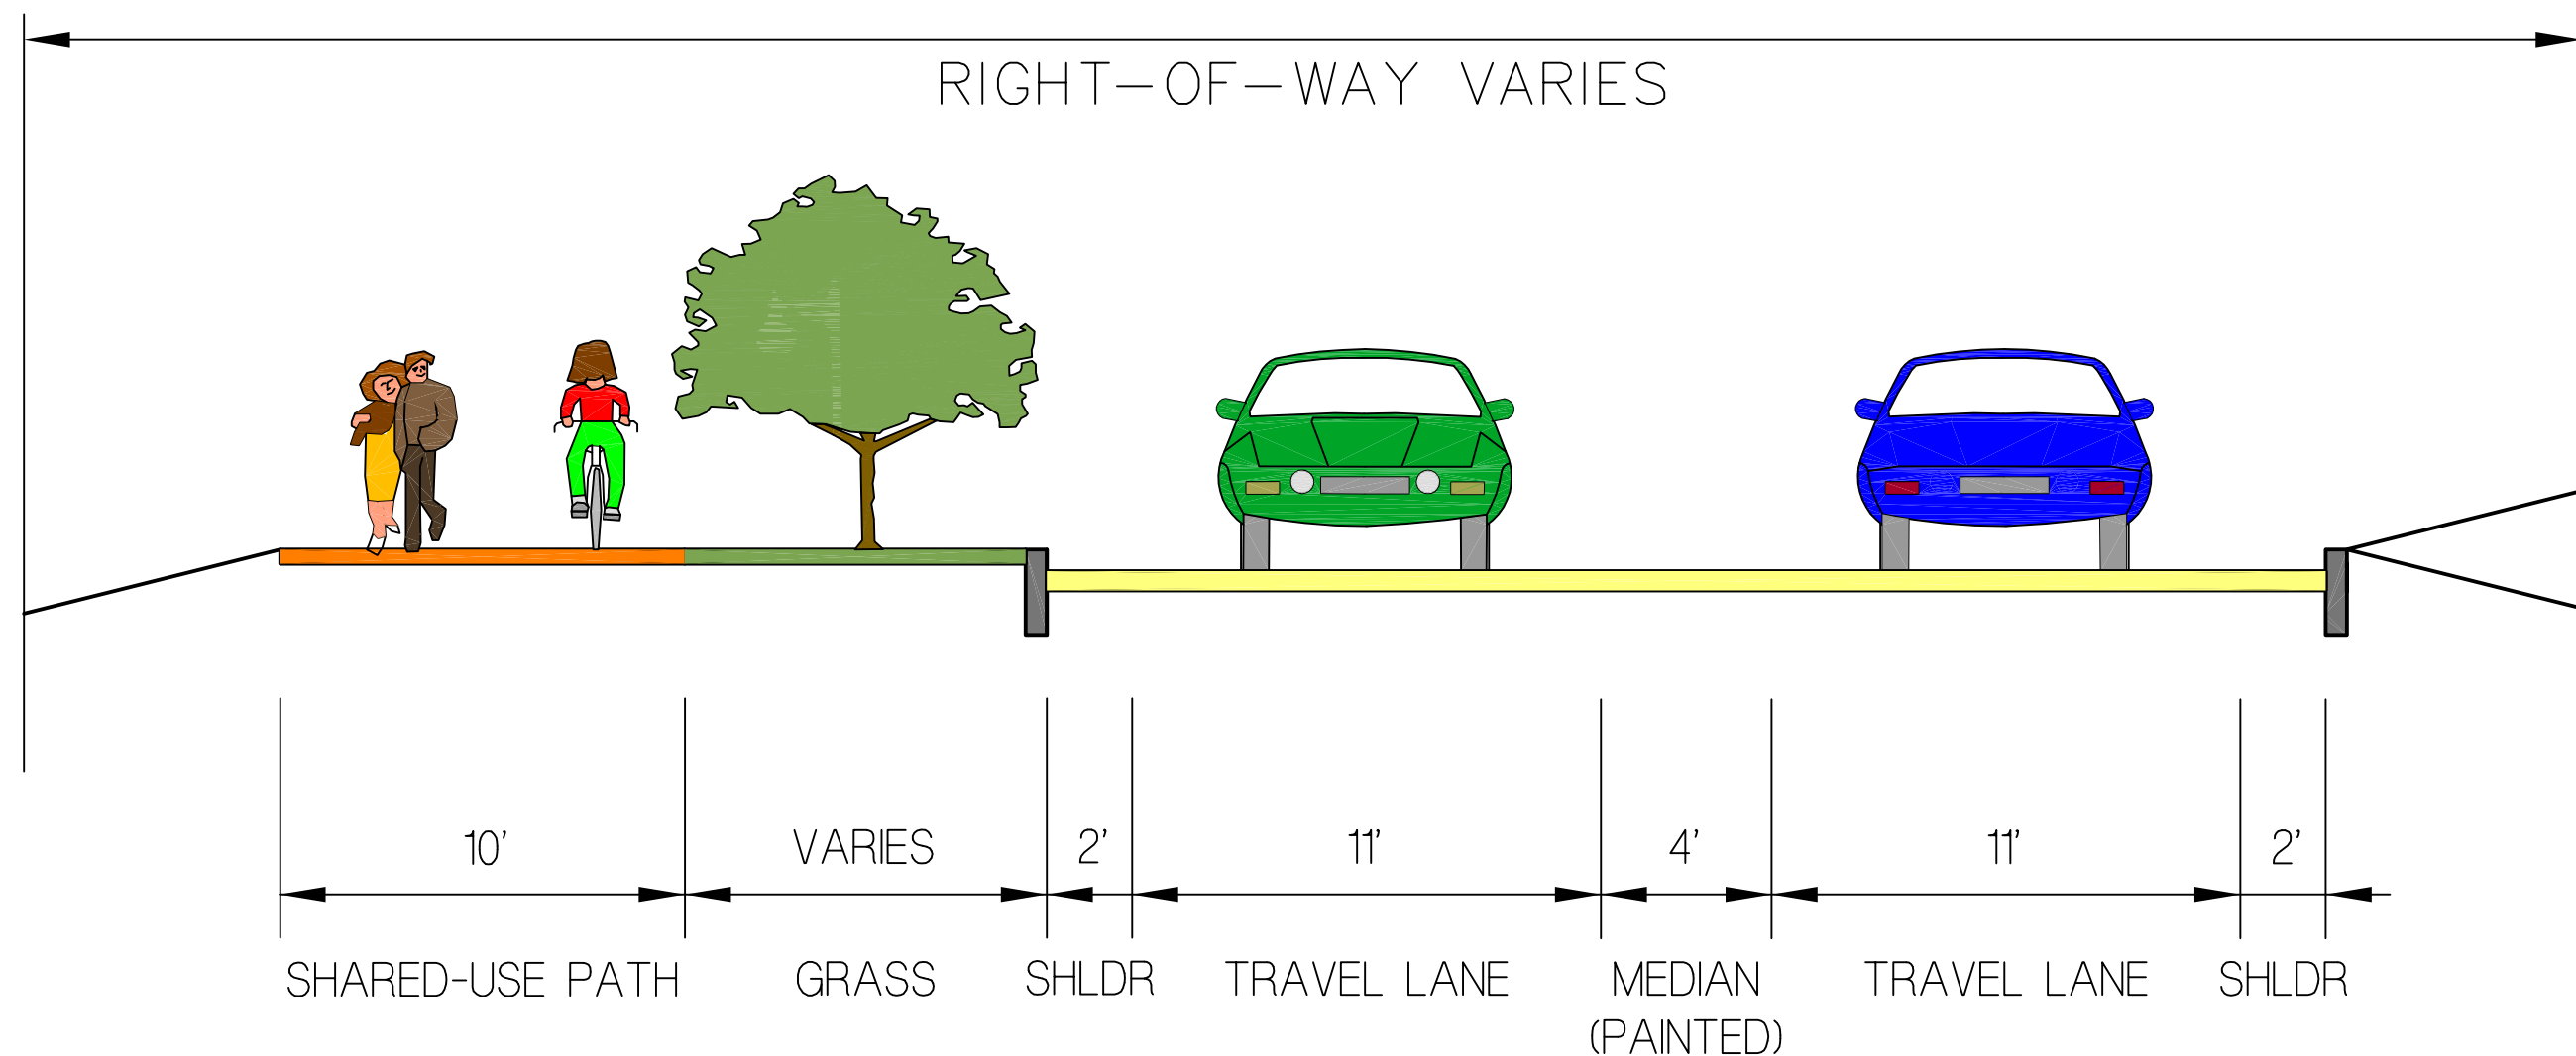 RIGHT-OF-WAY VARIES
10' VARIES 2' 11' 4' 11' 2'
SHARED-USE PATH GRASS SHLDR TRAVEL LANE MEDIAN TRAVEL LANE SHLDR
(PAINTED)